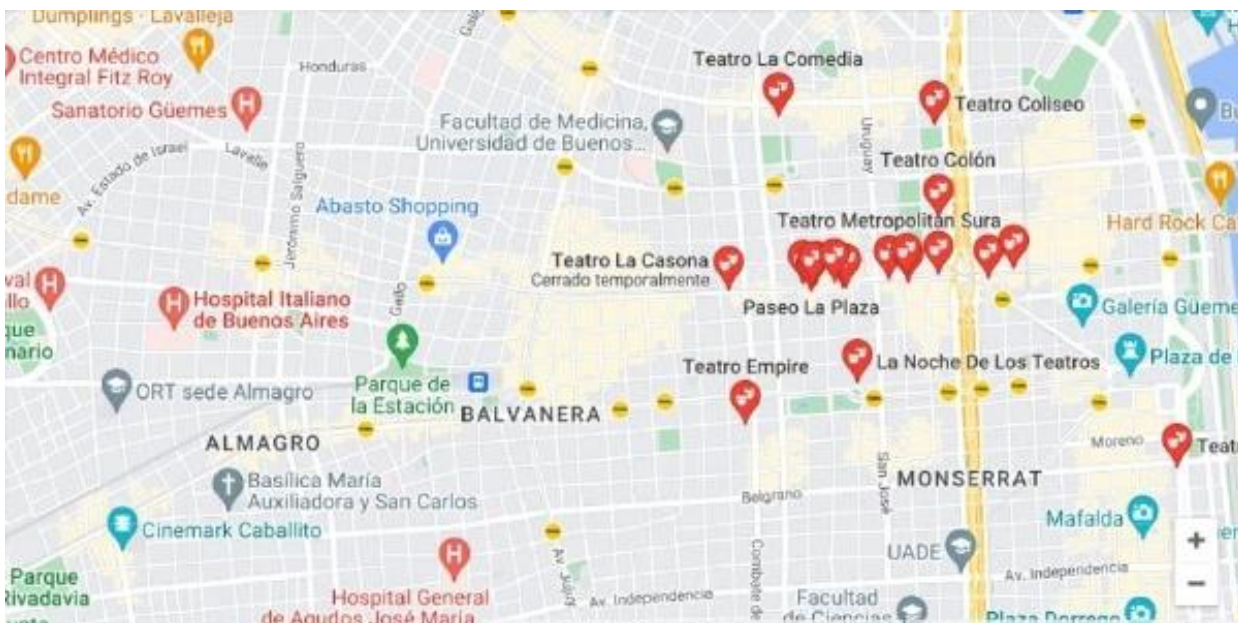 Dumplings · Lavalleja
Centro Médico
Integral Fitz Roy
Honduras
Sanatorio Güemes
Lavalle
Av. Estado de Israel
Jerónimo Salguero
dame
Facultad de Medicina,
Universidad de Buenos...
Teatro La Comedia
Uruguay
Teatro Coliseo
Teatro Colón
Bu
Hard Rock Ca
Abasto Shopping
Teatro Metropolitan Sura
Teatro La Casona
Cerrado temporalmente
Paseo La Plaza
Gallo
Hospital Italiano
de Buenos Aires
Galería Güeme
Plaza de
La Noche De Los Teatros
Teatro Empire
Parque de
la Estación
ORT sede Almagro
BALVANERA
ALMAGRO
Moreno
Teat
Basílica María
Auxiliadora y San Carlos
MONSERRAT
San José
Belgrano
Cinemark Caballito
Mafalda
UADE
Av. Jujuy
Combate de
Av. Independencia
Av. Independencia
Parque
Rivadavia
Hospital General
de Agudos José María
Facultad
de Ciencias
Plaza Dorrego
+
−